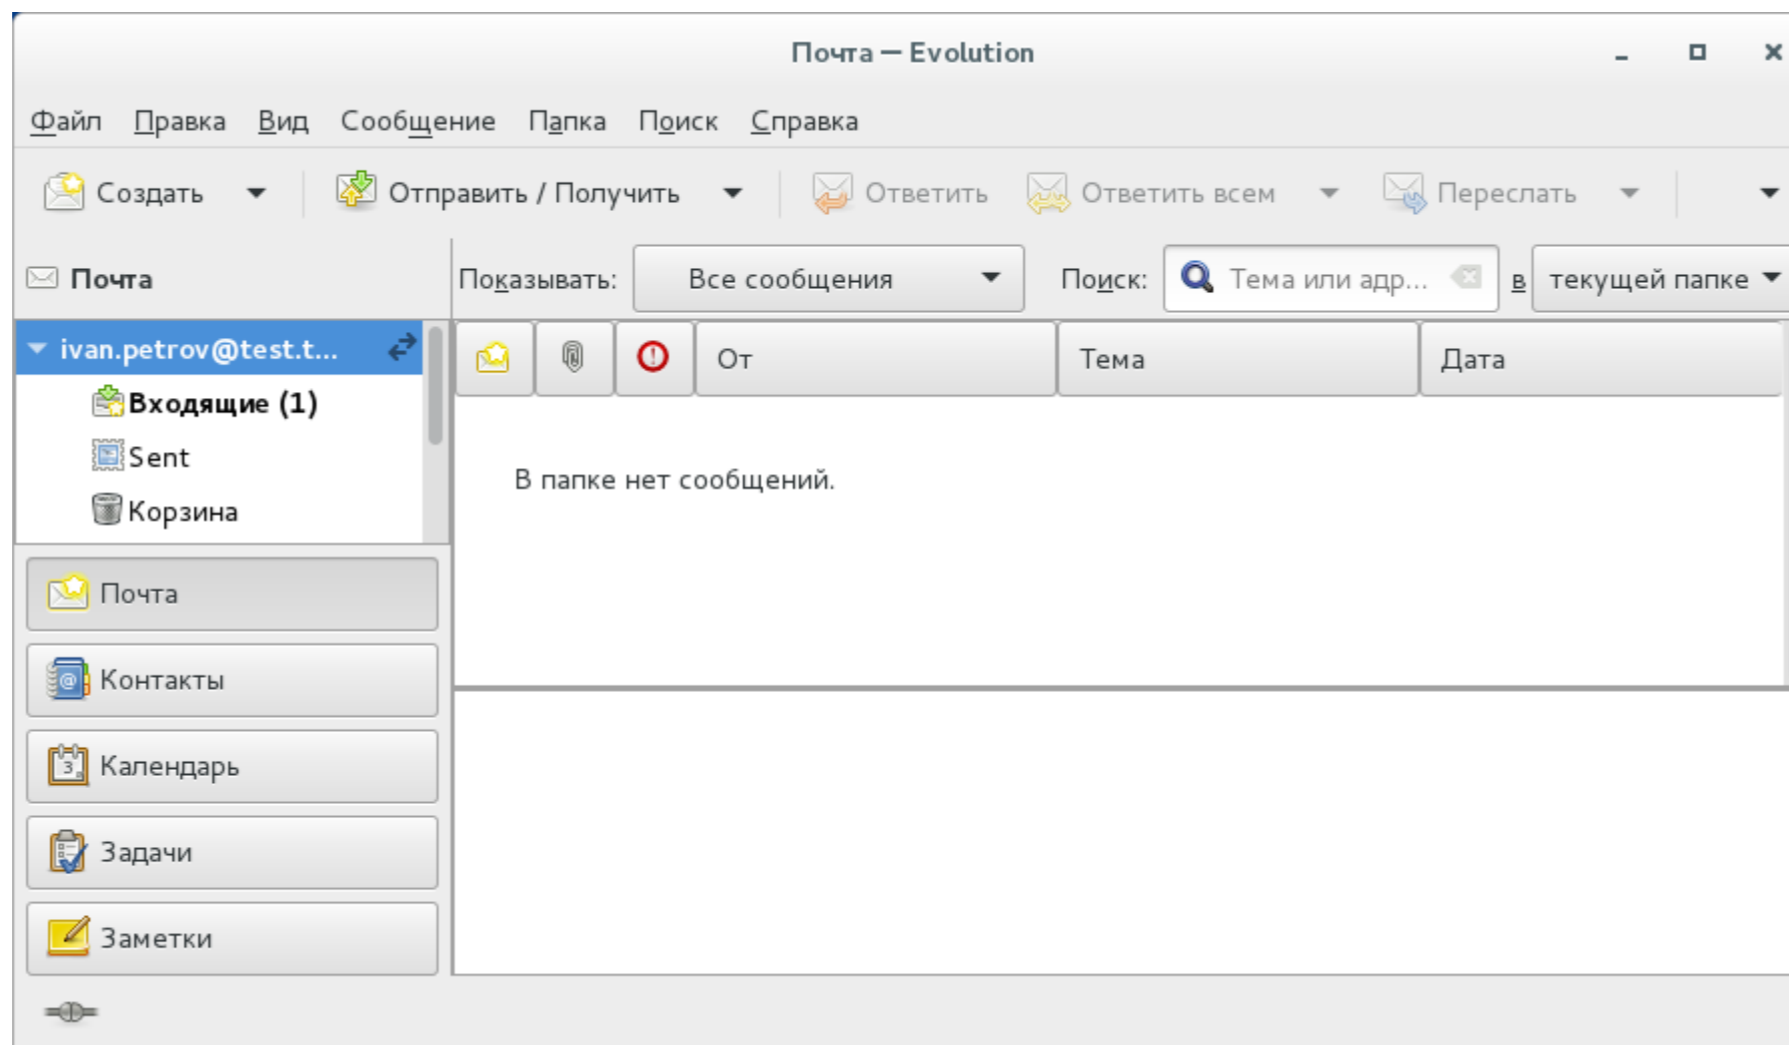 Почта — Evolution
Файл Правка Вид Сообщение Папка Поиск Справка
Создать Отправить / Получить Ответить Ответить всем Переслать
Почта Показывать: Все сообщения Поиск: Тема или адр... в текущей папке
ivan.petrov@test.t... От Тема Дата
Входящие (1)
Sent
В папке нет сообщений.
Корзина
Почта
Контакты
Календарь
Задачи
Заметки